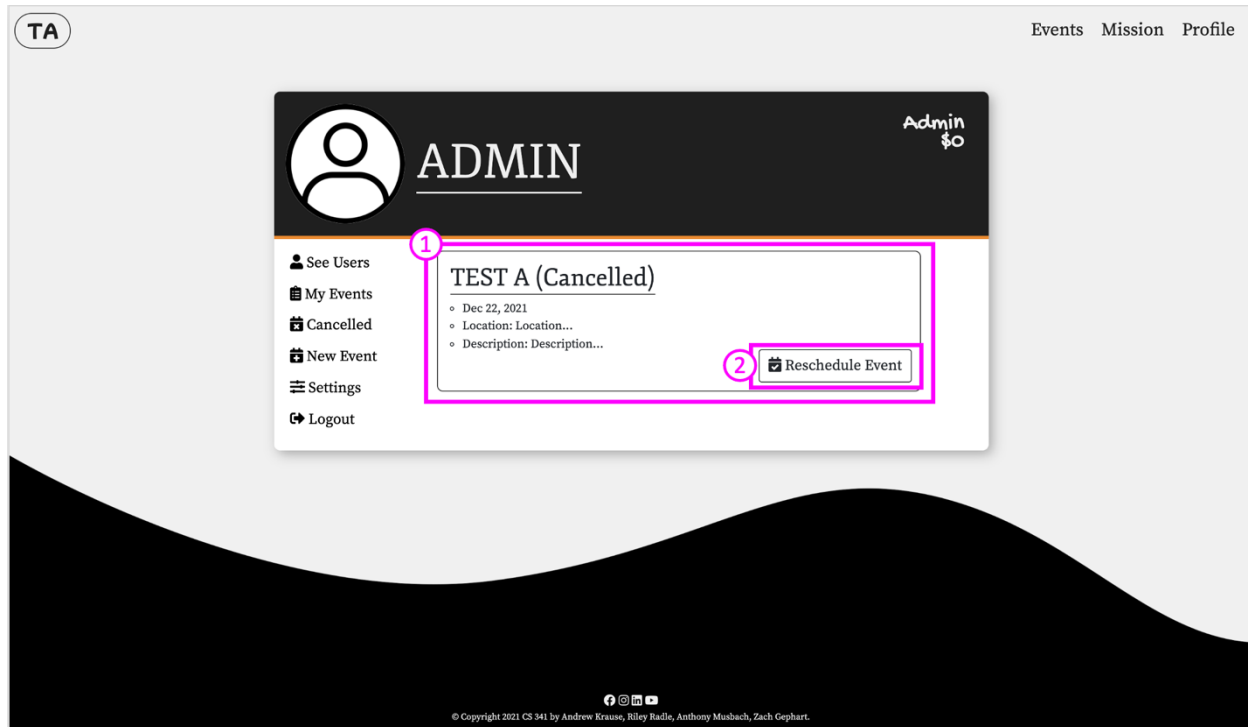 TA
Events Mission Profile
Admin
$0
ADMIN
1
See Users
My Events
Cancelled
New Event
Settings
Logout
TEST A (Cancelled)
Dec 22, 2021
Location: Location...
Description: Description...
2
Reschedule Event
© Copyright 2021 CS 341 by Andrew Krause, Riley Radle, Anthony Musbach, Zach Gephart.